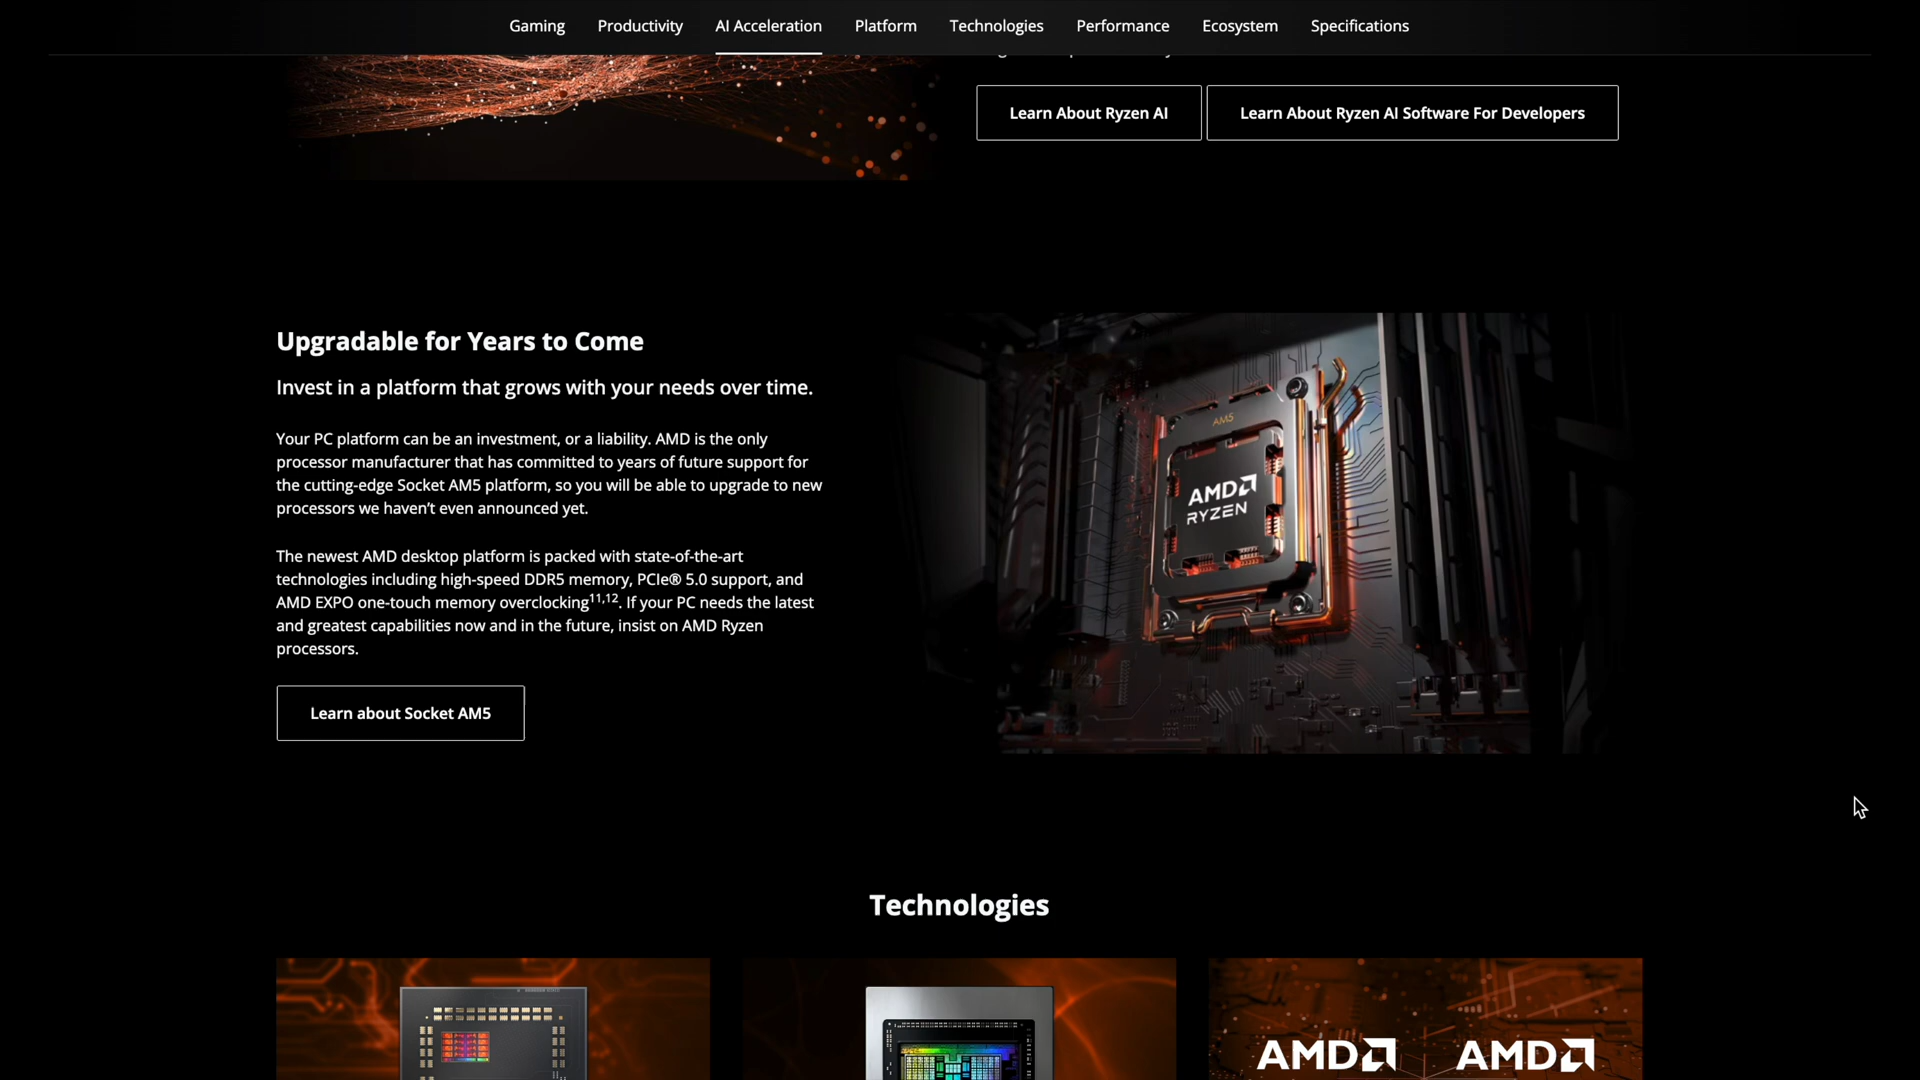 Gaming Productivity AI Acceleration Platform Technologies Performance Ecosystem Specifications
Learn About Ryzen AI
Learn About Ryzen AI Software For Developers
Upgradable for Years to Come
Invest in a platform that grows with your needs over time.
Your PC platform can be an investment, or a liability. AMD is the only
processor manufacturer that has committed to years of future support for
the cutting-edge Socket AM5 platform, so you will be able to upgrade to new
processors we haven’t even announced yet.
The newest AMD desktop platform is packed with state-of-the-art
technologies including high-speed DDR5 memory, PCIe® 5.0 support, and
AMD EXPO one-touch memory overclocking11,12. If your PC needs the latest
and greatest capabilities now and in the future, insist on AMD Ryzen
processors.
Learn about Socket AM5
AM5
AMD
RYZEN
Technologies
AMD AMD